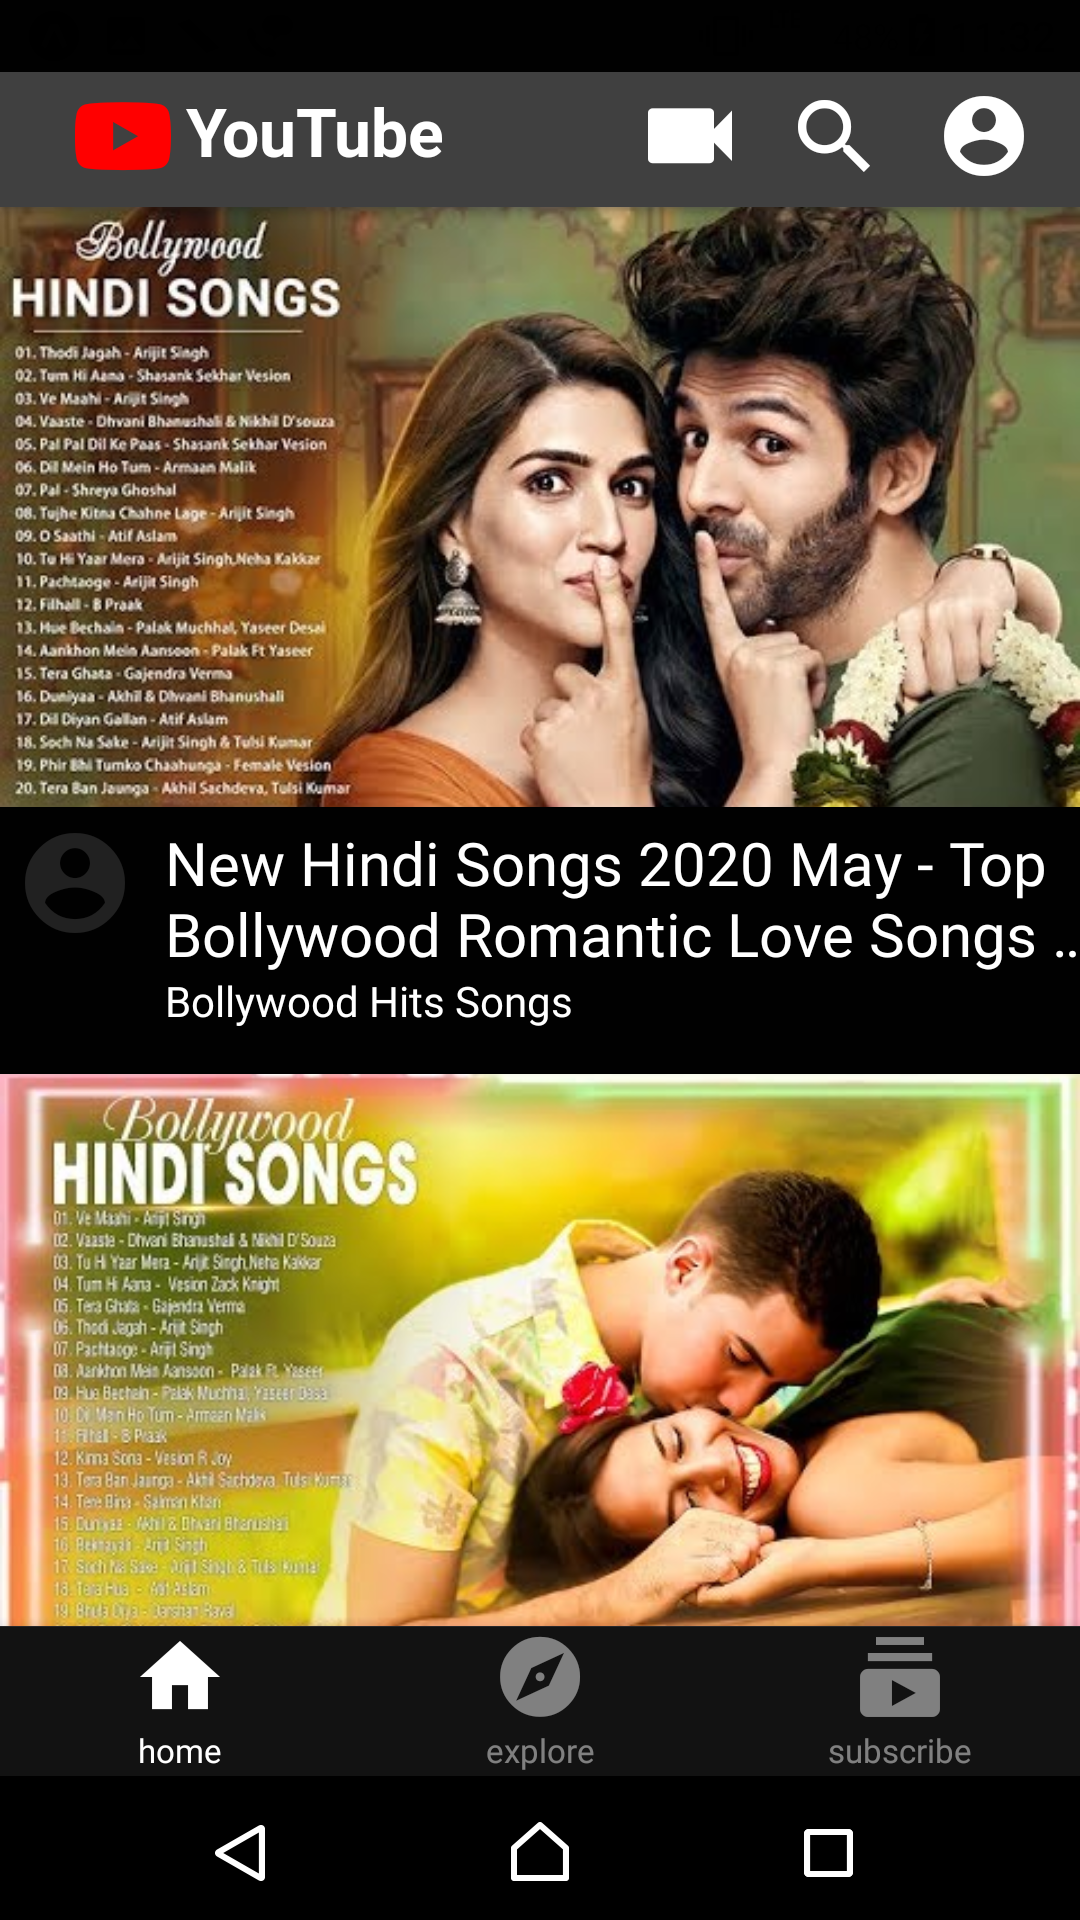 YouTube
Bollywood
HINDI SONGS
01. Thodi Jagah - Arijit Singh
02. Tum Hi Aana - Shasank Sekhar Vesion
03. Ve Maahi - Arijit Singh
04. Vaaste - Dhvani Bhanushali & Nikhil D'souza
05. Pal Pal Dil Ke Paas - Shasank Sekhar Vesion
06. Dil Mein Ho Tum - Armaan Malik
07. Pal - Shreya Ghoshal
08. Tujhe Kitna Chahne Lage - Arijit Singh
09. O Saathi - Atif Aslam
10. Tu Hi Yaar Mera - Arijit Singh,Neha Kakkar
11. Pachtaoge - Arijit Singh
12. Filhall - B Praak
13. Hue Bechain - Palak Muchhal, Yaseer Desai
14. Aankhon Mein Aansoon - Palak Ft Yaseer
15. Tera Ghata - Gajendra Verma
16. Duniyaa - Akhil & Dhvani Bhanushali
17. Dil Diyan Gallan - Atif Aslam
18. Soch Na Sake - Arijit Singh & Tulsi Kumar
19. Phir Bhi Tumko Chaahunga - Female Vesion
20. Tera Ban Jaunga - Akhil Sachdeva, Tulsi Kumar
New Hindi Songs 2020 May - Top
Bollywood Romantic Love Songs ...
Bollywood Hits Songs
Bollywood
HINDI SONGS
01. Ve Maahi - Arijit Singh
02. Vaaste - Dhvani Bhanushali & Nikhil D'Souza
03. Tu Hi Yaar Mera - Arijit Singh,Neha Kakkar
04. Tum Hi Aana - Vesion Zack Knight
05. Tera Ghata - Gajendra Verma
06. Thodi Jagah - Arijit Singh
07. Pachtaoge - Arijit Singh
08. Aankhon Mein Aansoon - Palak Ft. Yaseer
09. Hue Bechain - Palak Muchhal, Yaseer Desai
10. Dil Mein Ho Tum - Armaan Malik
11. Filhall - B Praak
12. Kinna Sona - Vesion R Joy
13. Tera Ban Jaunga - Akhil Sachdeva, Tulsi Kumar
14. Tere Bina - Salman Khan
15. Duniyaa - Akhil & Dhvani Bhanushali
16. Bekhayali - Arijit Singh
17. Soch Na Sake - Arijit Singh & Tulsi Kumar
18. Tera Hua - Atif Aslam
19. Bhula Diya - Darshan Raval
home
explore
subscribe